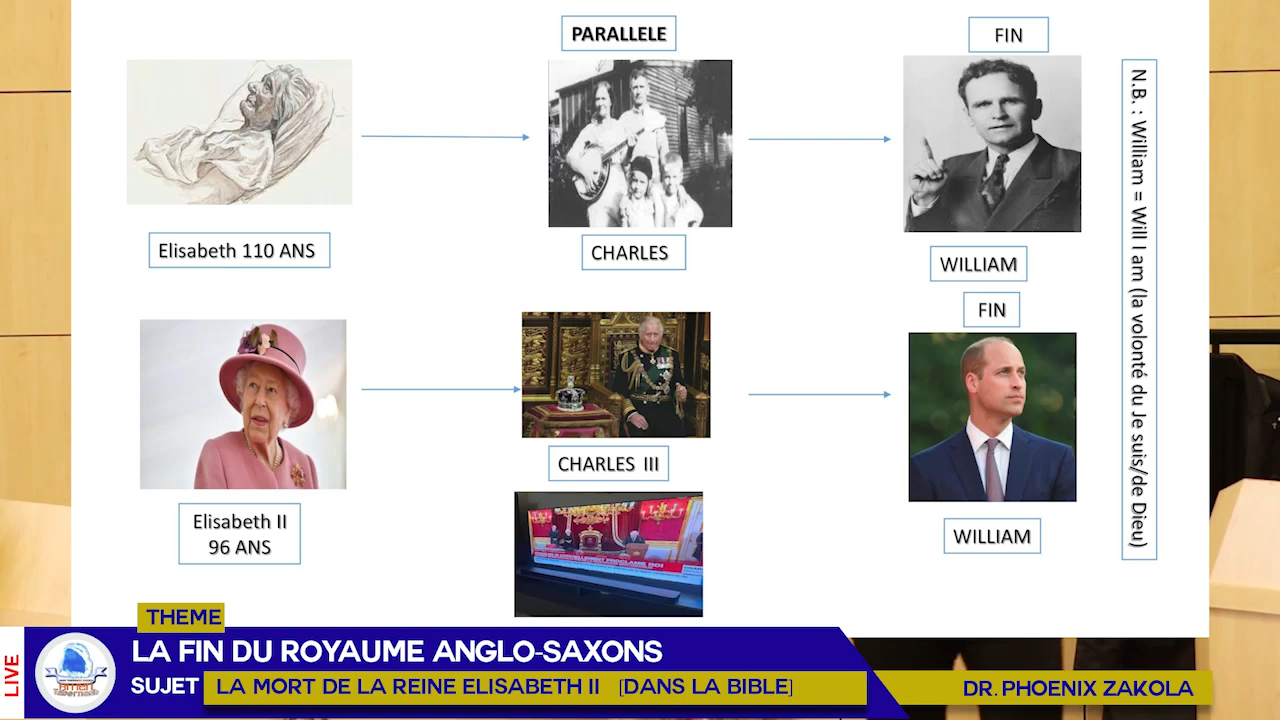 PARALLELE
FIN
Elisabeth 110 ANS
CHARLES
WILLIAM
FIN
Elisabeth II
96 ANS
CHARLES III
WILLIAM
N.B. : William = Will I am (la volonté du Je suis/de Dieu)
THEME
LA FIN DU ROYAUME ANGLO-SAXONS
SUJET
LA MORT DE LA REINE ELISABETH II [DANS LA BIBLE]
DR. PHOENIX ZAKOLA
LIVE